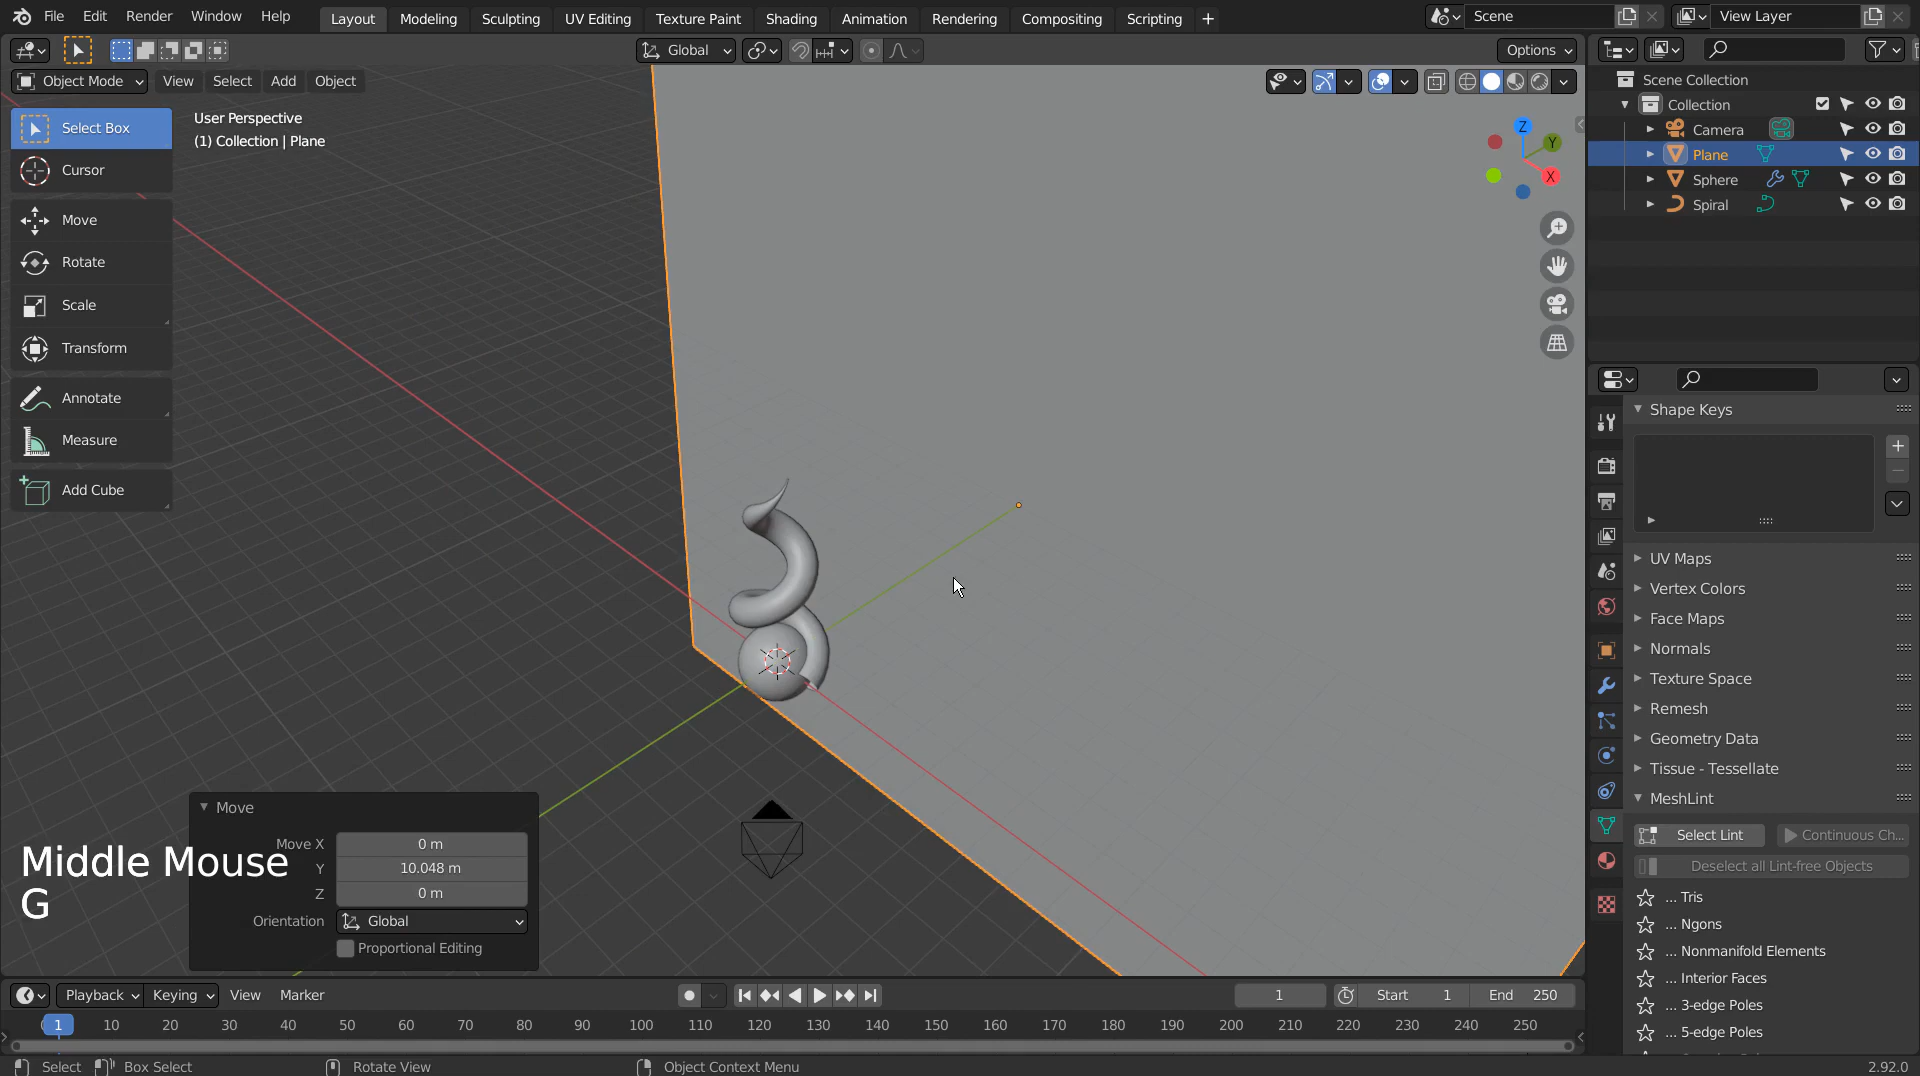 File Edit Render Window Help Layout Modeling Sculpting UV Editing Texture Paint Shading Animation Rendering Compositing Scripting + Scene View Layer
Global Options
Object Mode View Select Add Object
Select Box
Cursor
Move
Rotate
Scale
Transform
Annotate
Measure
Add Cube
User Perspective
(1) Collection | Plane
Z
Y
X
Move
Move X 0 m
Y 10.048 m
Z 0 m
Orientation Global
Proportional Editing
Middle Mouse
G
Scene Collection
Collection
Camera
Plane
Sphere
Spiral
Shape Keys
UV Maps
Vertex Colors
Face Maps
Normals
Texture Space
Remesh
Geometry Data
Tissue - Tessellate
MeshLint
Select Lint Continuous Ch...
Deselect all Lint-free Objects
... Tris
... Ngons
... Nonmanifold Elements
... Interior Faces
... 3-edge Poles
... 5-edge Poles
Playback Keying View Marker 1 Start 1 End 250
1 10 20 30 40 50 60 70 80 90 100 110 120 130 140 150 160 170 180 190 200 210 220 230 240 250
Select Box Select Rotate View Object Context Menu 2.92.0